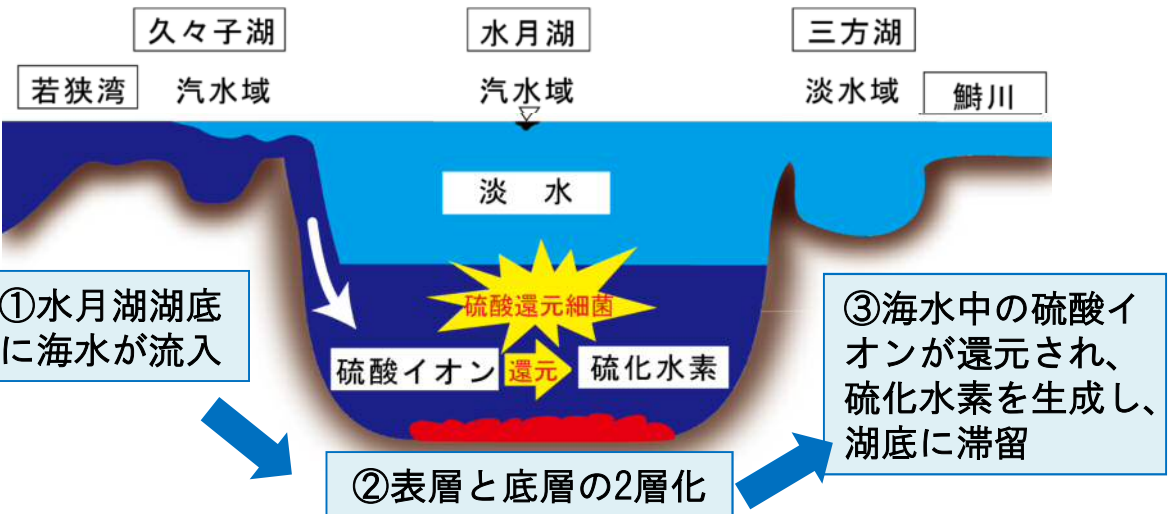 久々子湖
水月湖
三方湖
若狭湾
汽水域
汽水域
淡水域
鰣川
淡 水
硫酸還元細菌
①水月湖湖底
に海水が流入
硫酸イオン
還元
硫化水素
③海水中の硫酸イ
オンが還元され、
硫化水素を生成し、
湖底に滞留
②表層と底層の2層化